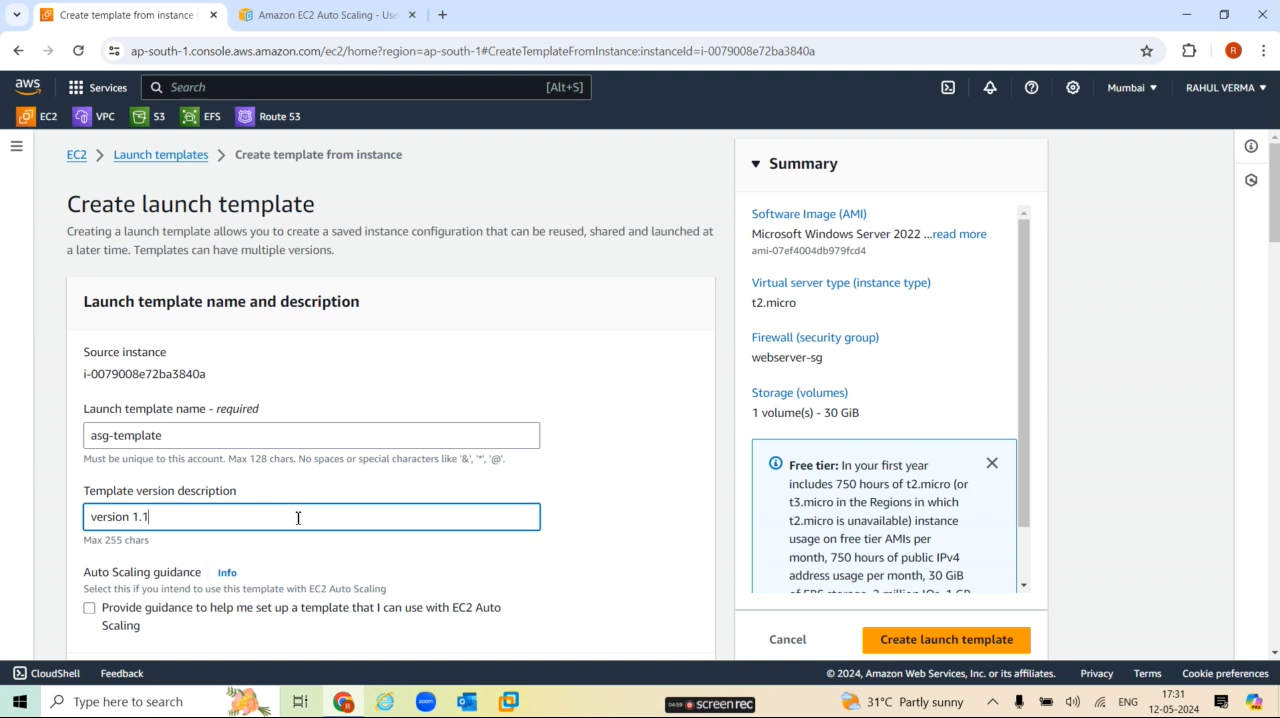 Create template from instance |
Amazon EC2 Auto Scaling - Use
ap-south-1.console.aws.amazon.com/ec2/home?region=ap-south-1#CreateTemplateFromInstance:instanceId=i-0079008e72ba3840a
R
aws
Services
Search
[Alt+S]
Mumbai ▼
RAHUL VERMA ▼
EC2
VPC
S3
EFS
Route 53
EC2 > Launch templates > Create template from instance
Create launch template
Creating a launch template allows you to create a saved instance configuration that can be reused, shared and launched at
a later time. Templates can have multiple versions.
Launch template name and description
Source instance
i-0079008e72ba3840a
Launch template name - required
asg-template
Must be unique to this account. Max 128 chars. No spaces or special characters like '&', '*', '@'.
Template version description
version 1.1
Max 255 chars
Auto Scaling guidance Info
Select this if you intend to use this template with EC2 Auto Scaling
Provide guidance to help me set up a template that I can use with EC2 Auto
Scaling
Summary
Software Image (AMI)
Microsoft Windows Server 2022 ...read more
ami-07ef4004db979fcd4
Virtual server type (instance type)
t2.micro
Firewall (security group)
webserver-sg
Storage (volumes)
1 volume(s) - 30 GiB
Free tier: In your first year
includes 750 hours of t2.micro (or
t3.micro in the Regions in which
t2.micro is unavailable) instance
usage on free tier AMIs per
month, 750 hours of public IPv4
address usage per month, 30 GiB
of EBS storage, 2 million IOs, 1 GB
Cancel
Create launch template
CloudShell
Feedback
© 2024, Amazon Web Services, Inc. or its affiliates.
Privacy
Terms
Cookie preferences
Type here to search
zoom
04:59
screen rec
31°C Partly sunny
ENG
17:31
12-05-2024